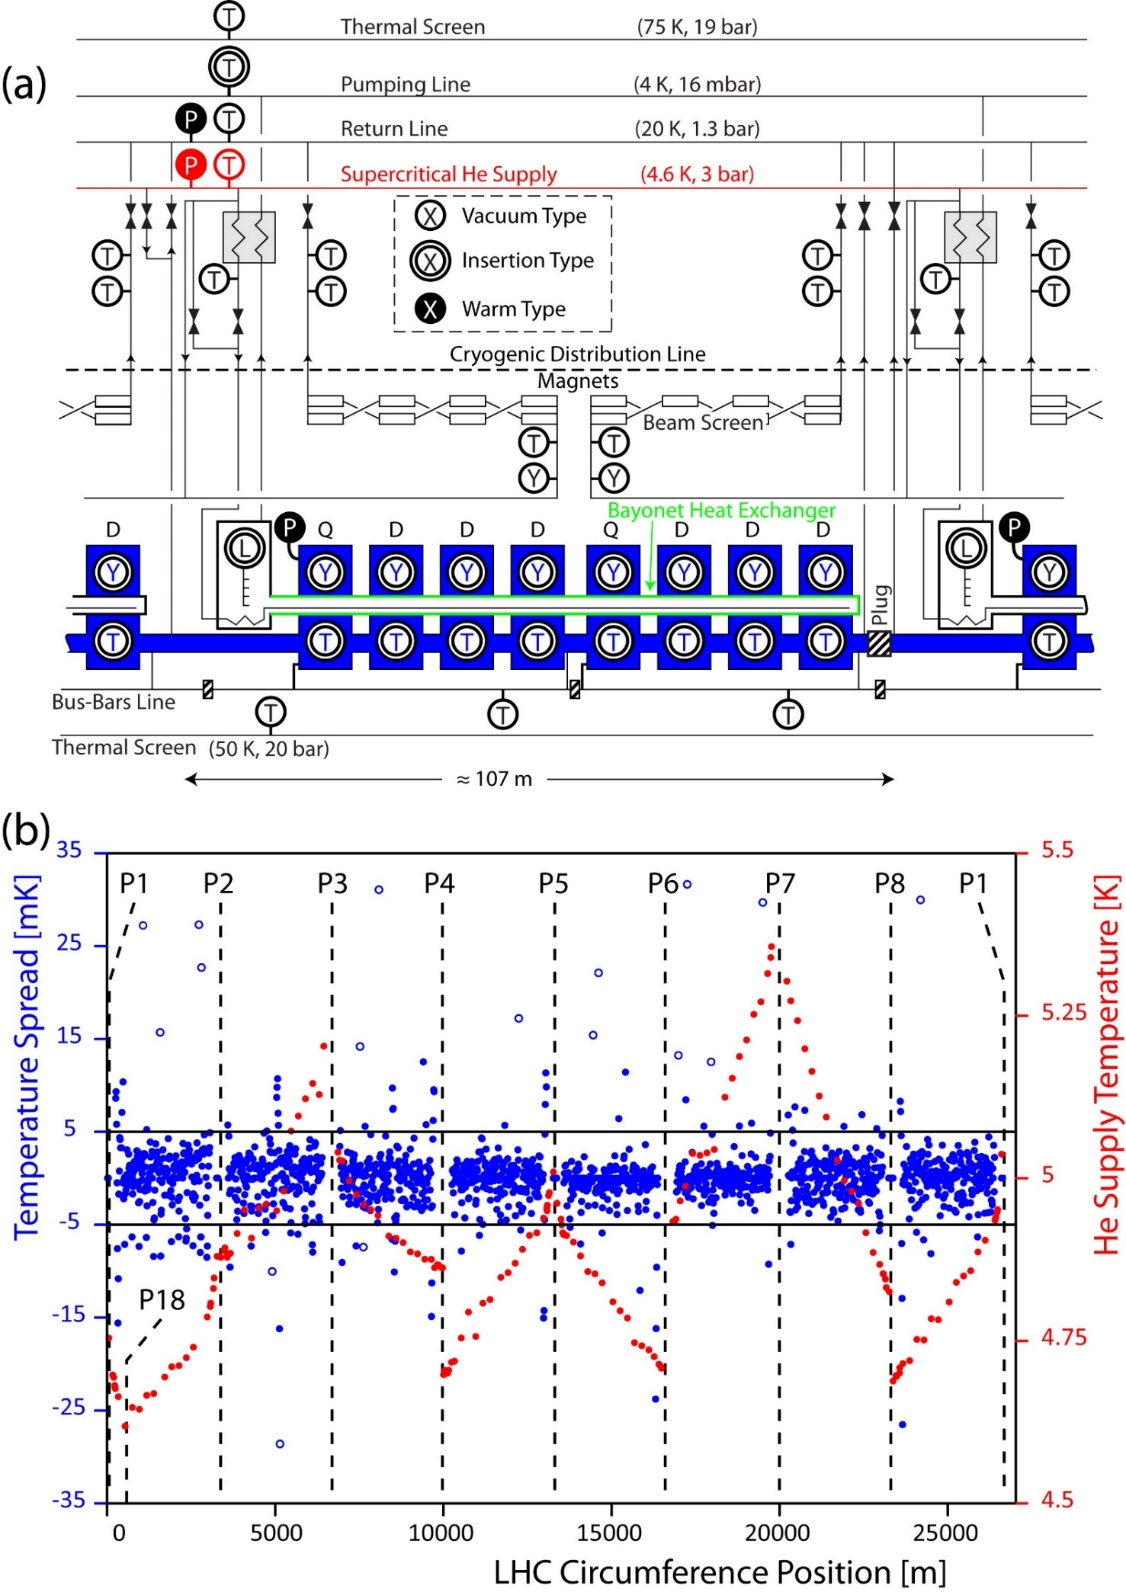 (a)
T
Thermal Screen (75 K, 19 bar)
T
Pumping Line (4 K, 16 mbar)
P T
Return Line (20 K, 1.3 bar)
P T
Supercritical He Supply (4.6 K, 3 bar)
X Vacuum Type
X Insertion Type
X Warm Type
T T T T
T T
T T T T
Cryogenic Distribution Line
Magnets
Beam Screen
T T
Y Y
Bayonet Heat Exchanger
P P
D Q D D D Q D D D
L L
Y Y Y Y Y Y Y Y Y Y
Plug
T T T T T T T T T T
Bus-Bars Line
T T T
Thermal Screen (50 K, 20 bar)
≈ 107 m
(b)
35 5.5
P1 P2 P3 P4 P5 P6 P7 P8 P1
25
5.25
15
5
5
-5
P18
-15
4.75
-25
-35 4.5
Temperature Spread [mK]
He Supply Temperature [K]
0 5000 10000 15000 20000 25000
LHC Circumference Position [m]